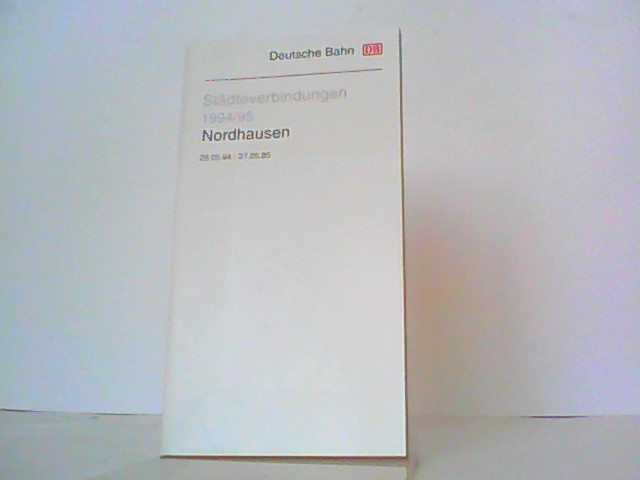 Deutsche Bahn DB
Städteverbindungen
1994/95
Nordhausen
29.05.94 - 27.05.95